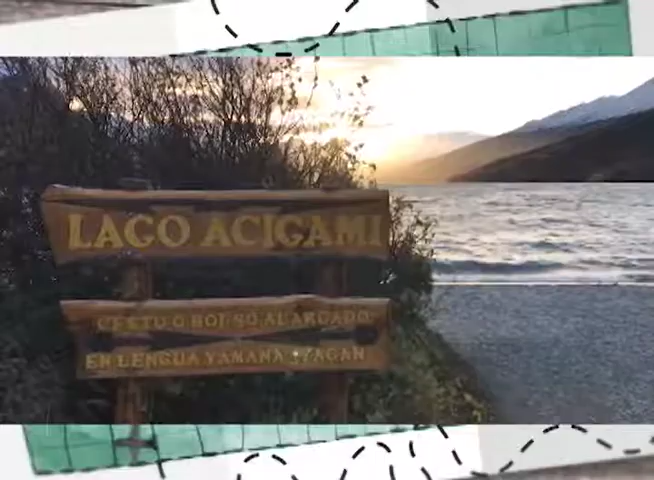 LAGO ACIGAMI
CESTO O BOLSO ALARGADO
EN LENGUA YAMANA YAGAN